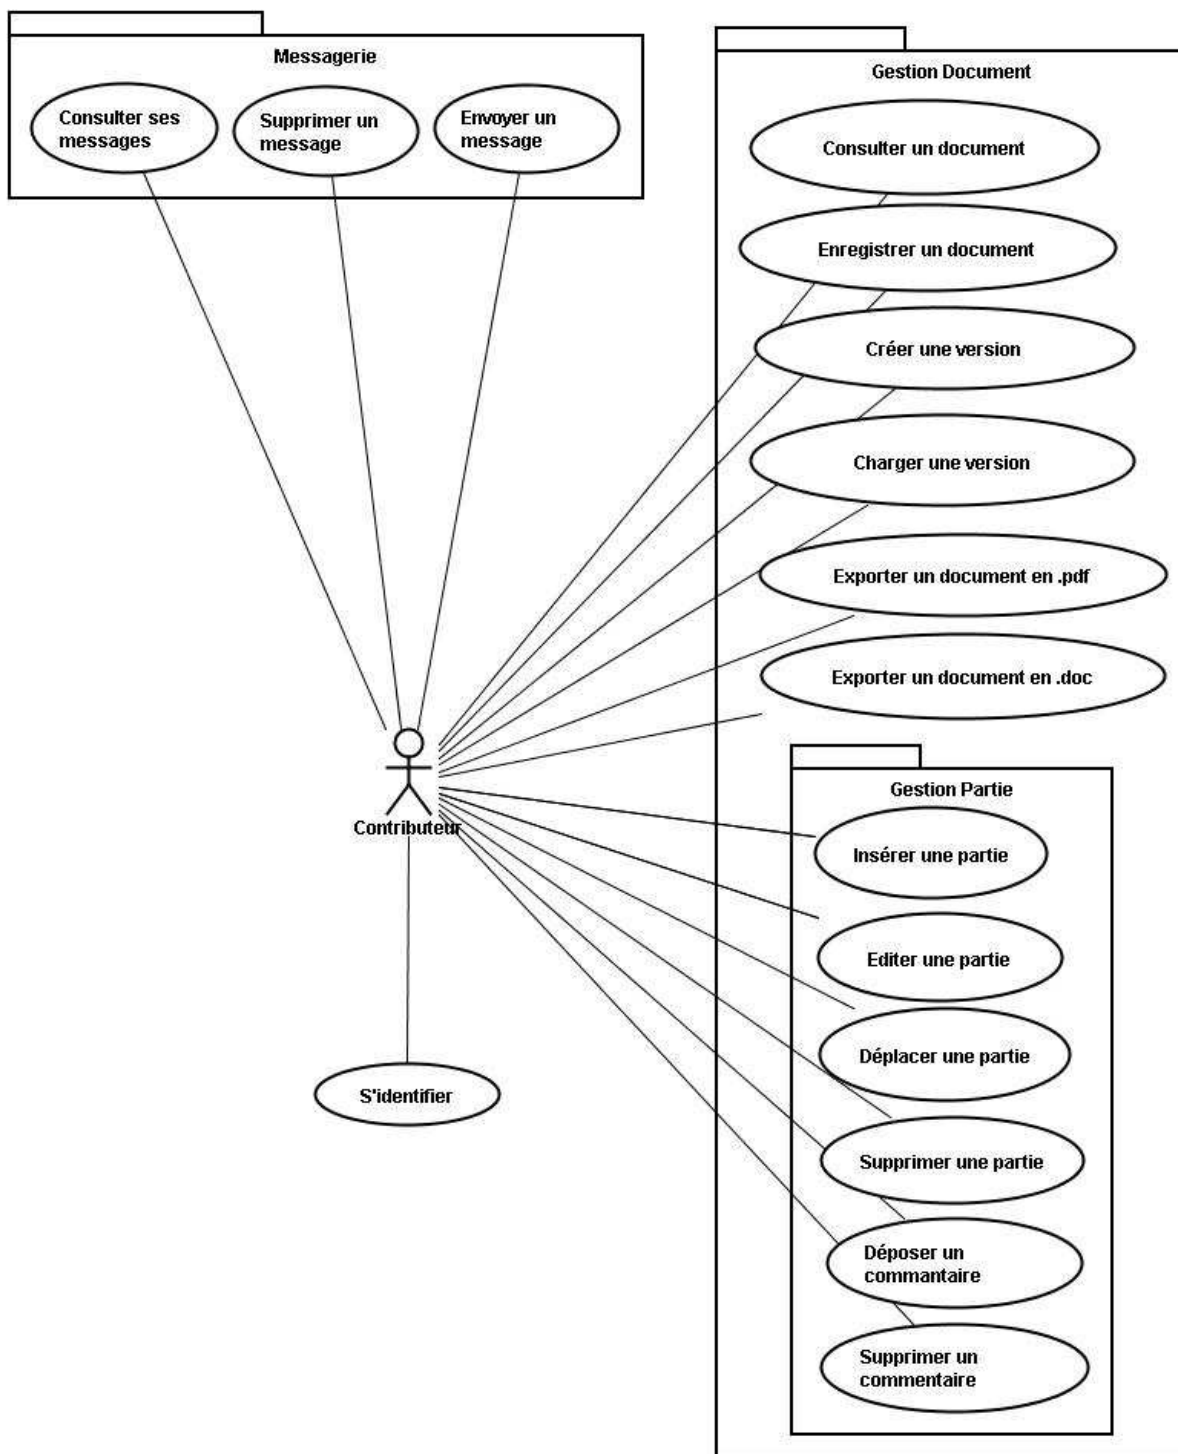 Messagerie
Consulter ses
messages
Supprimer un
message
Envoyer un
message
Gestion Document
Consulter un document
Enregistrer un document
Créer une version
Charger une version
Exporter un document en .pdf
Exporter un document en .doc
Contributeur
S'identifier
Gestion Partie
Insérer une partie
Editer une partie
Déplacer une partie
Supprimer une partie
Déposer un
commantaire
Supprimer un
commentaire